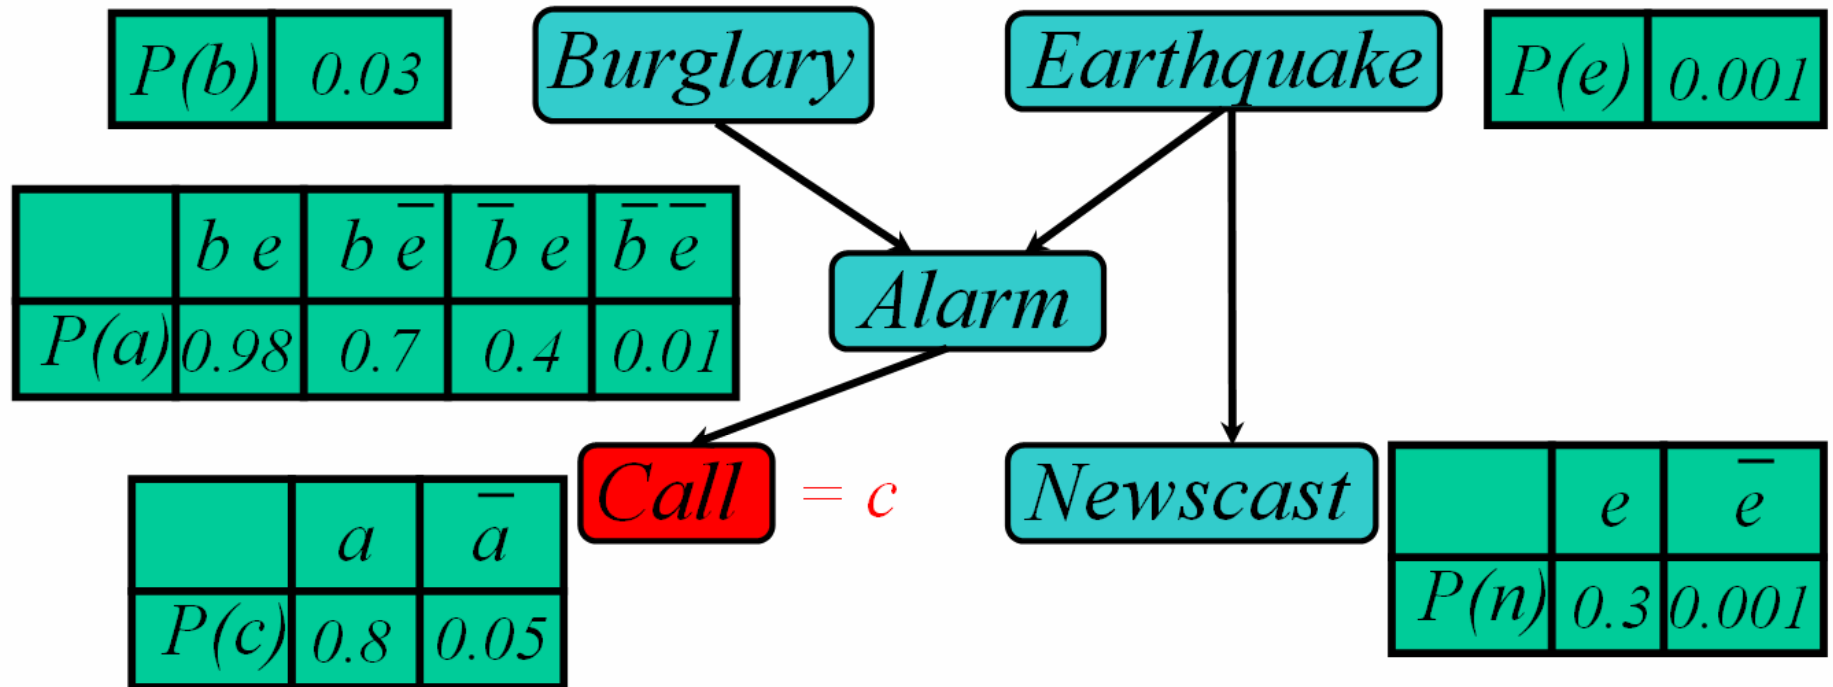 P(b) 0.03
Burglary
Earthquake
P(e) 0.001
b e b e̅ b̅ e b̅ e̅
P(a) 0.98 0.7 0.4 0.01
Alarm
Call = c
Newscast
a a̅
P(c) 0.8 0.05
e e̅
P(n) 0.3 0.001